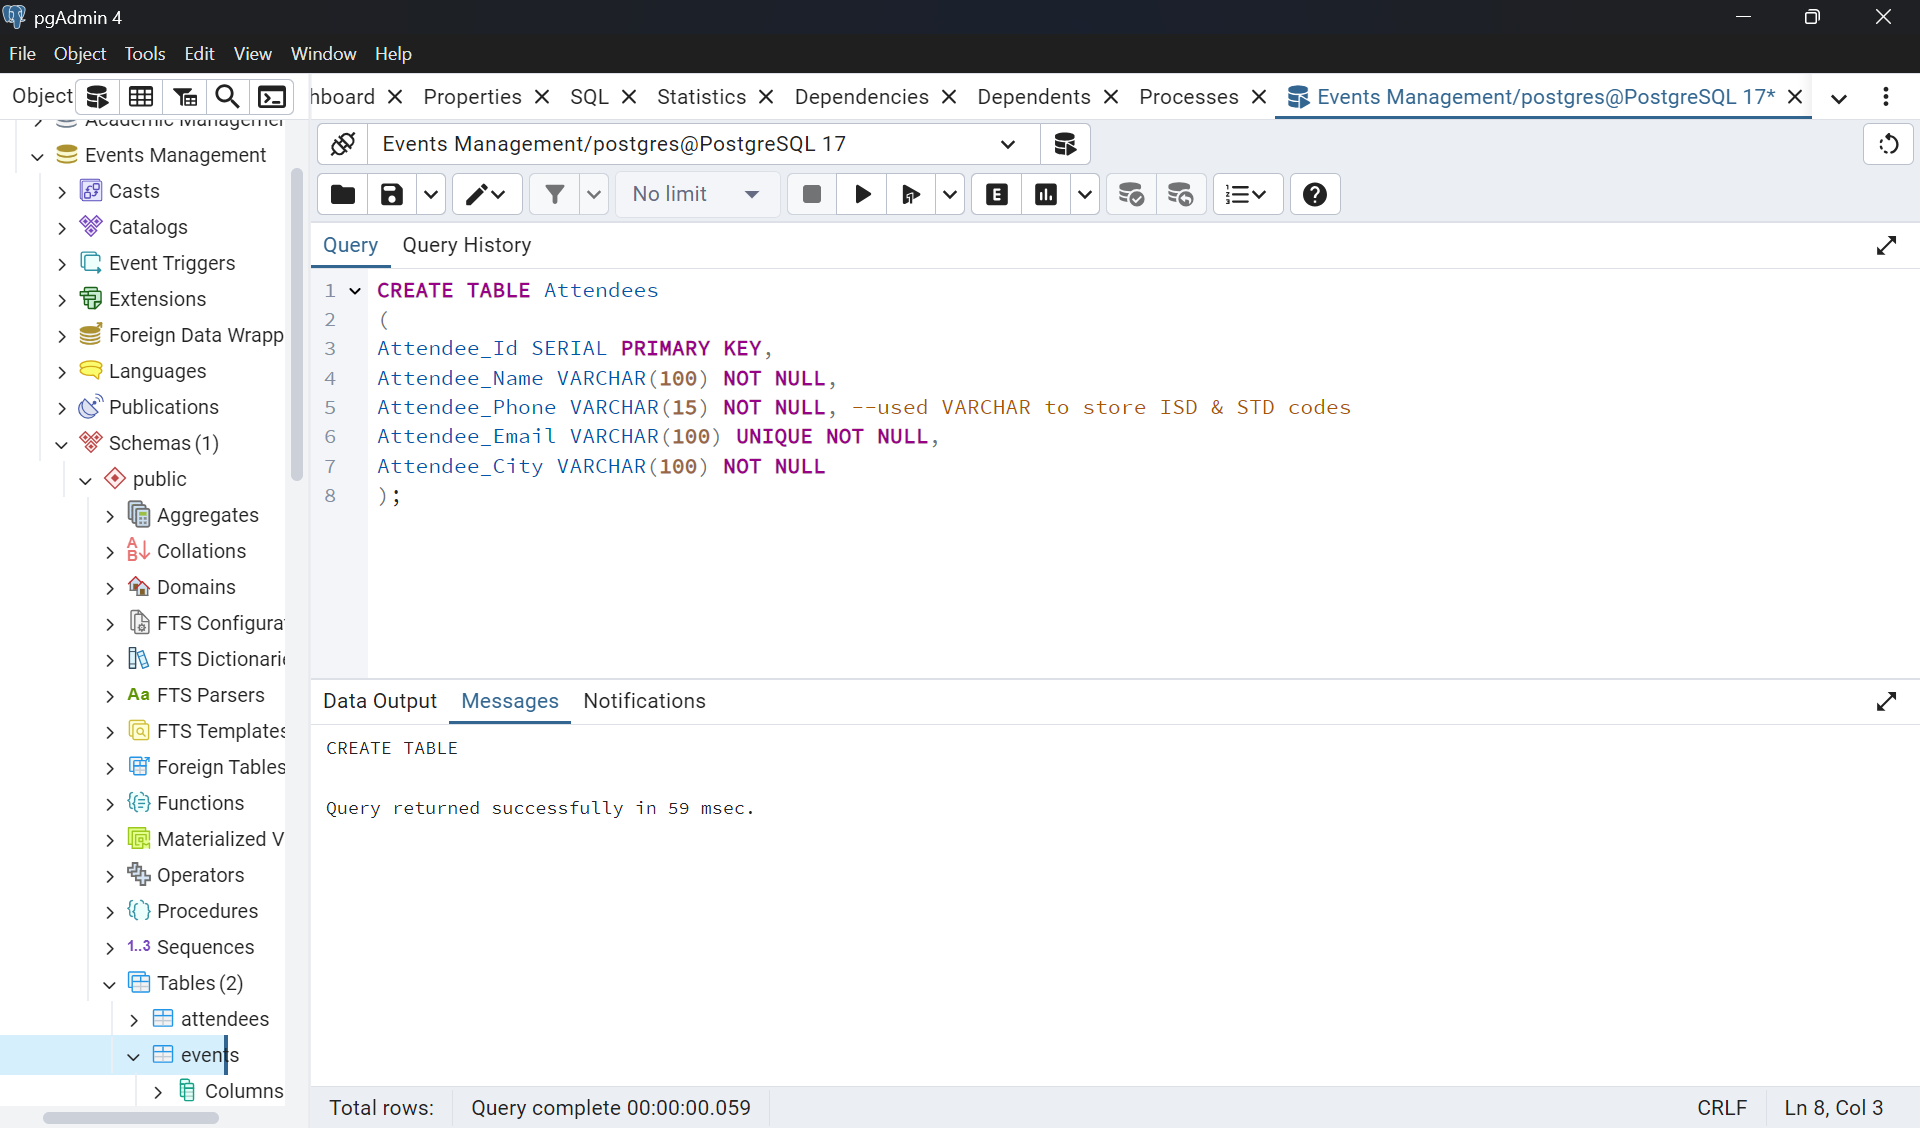 pgAdmin 4
File Object Tools Edit View Window Help
Object
hboard Properties SQL Statistics Dependencies Dependents Processes Events Management/postgres@PostgreSQL 17*
Academic Management
Events Management
Casts
Catalogs
Event Triggers
Extensions
Foreign Data Wrapp
Languages
Publications
Schemas (1)
public
Aggregates
Collations
Domains
FTS Configura
FTS Dictionari
Aa FTS Parsers
FTS Templates
Foreign Tables
Functions
Materialized V
Operators
Procedures
1..3 Sequences
Tables (2)
attendees
events
Columns
Events Management/postgres@PostgreSQL 17
No limit
E
Query Query History
1 CREATE TABLE Attendees
2 (
3 Attendee_Id SERIAL PRIMARY KEY,
4 Attendee_Name VARCHAR(100) NOT NULL,
5 Attendee_Phone VARCHAR(15) NOT NULL, --used VARCHAR to store ISD & STD codes
6 Attendee_Email VARCHAR(100) UNIQUE NOT NULL,
7 Attendee_City VARCHAR(100) NOT NULL
8 );
Data Output Messages Notifications
CREATE TABLE
Query returned successfully in 59 msec.
Total rows: Query complete 00:00:00.059 CRLF Ln 8, Col 3